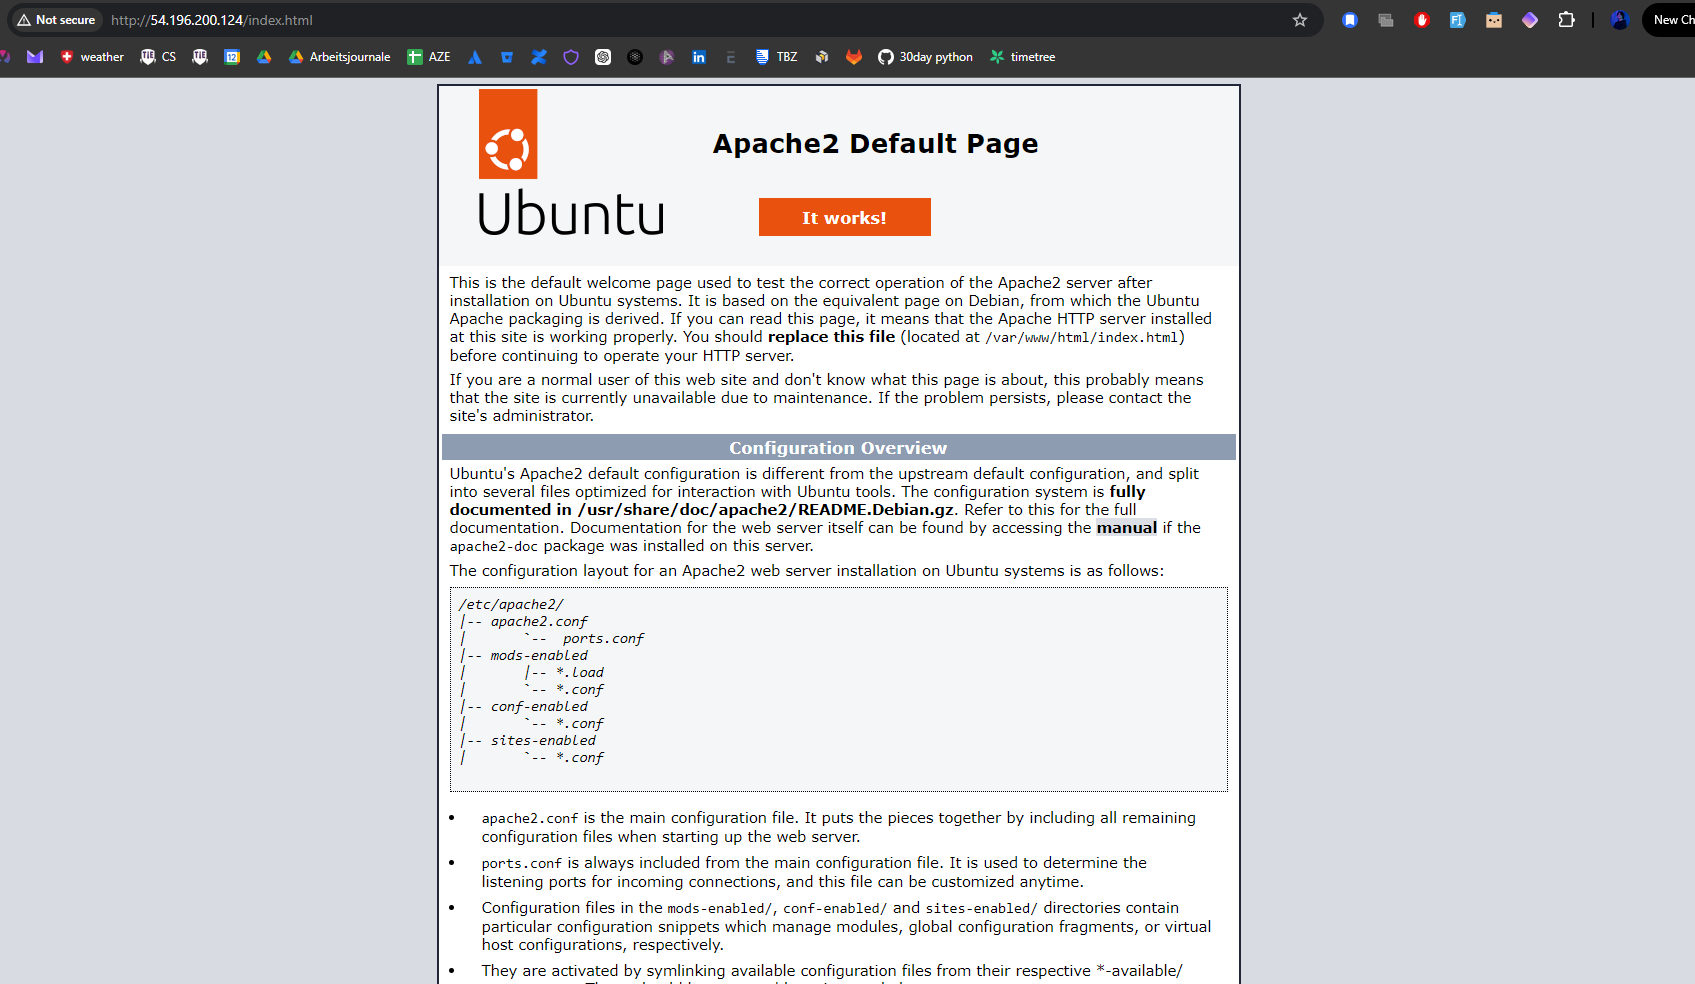 Not secure http://54.196.200.124/index.html New Ch
weather CS 12 Arbeitsjournale AZE in TBZ 30day python timetree
Apache2 Default Page
Ubuntu
It works!
This is the default welcome page used to test the correct operation of the Apache2 server after
installation on Ubuntu systems. It is based on the equivalent page on Debian, from which the Ubuntu
Apache packaging is derived. If you can read this page, it means that the Apache HTTP server installed
at this site is working properly. You should replace this file (located at /var/www/html/index.html)
before continuing to operate your HTTP server.
If you are a normal user of this web site and don't know what this page is about, this probably means
that the site is currently unavailable due to maintenance. If the problem persists, please contact the
site's administrator.
Configuration Overview
Ubuntu's Apache2 default configuration is different from the upstream default configuration, and split
into several files optimized for interaction with Ubuntu tools. The configuration system is fully
documented in /usr/share/doc/apache2/README.Debian.gz. Refer to this for the full
documentation. Documentation for the web server itself can be found by accessing the manual if the
apache2-doc package was installed on this server.
The configuration layout for an Apache2 web server installation on Ubuntu systems is as follows:
/etc/apache2/
|-- apache2.conf
|       `--  ports.conf
|-- mods-enabled
|       |-- *.load
|       `-- *.conf
|-- conf-enabled
|       `-- *.conf
|-- sites-enabled
|       `-- *.conf
• apache2.conf is the main configuration file. It puts the pieces together by including all remaining
configuration files when starting up the web server.
• ports.conf is always included from the main configuration file. It is used to determine the
listening ports for incoming connections, and this file can be customized anytime.
• Configuration files in the mods-enabled/, conf-enabled/ and sites-enabled/ directories contain
particular configuration snippets which manage modules, global configuration fragments, or virtual
host configurations, respectively.
• They are activated by symlinking available configuration files from their respective *-available/